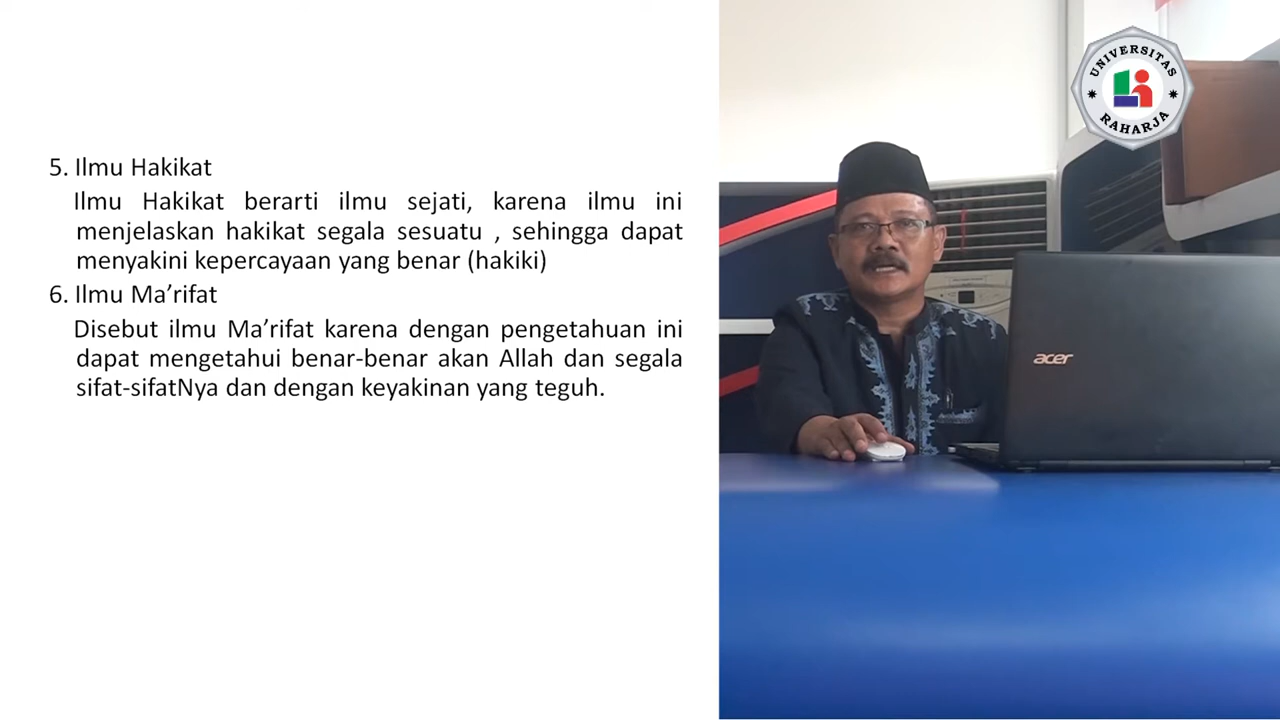 5. Ilmu Hakikat
Ilmu Hakikat berarti ilmu sejati, karena ilmu ini
menjelaskan hakikat segala sesuatu , sehingga dapat
menyakini kepercayaan yang benar (hakiki)
6. Ilmu Ma’rifat
Disebut ilmu Ma’rifat karena dengan pengetahuan ini
dapat mengetahui benar-benar akan Allah dan segala
sifat-sifatNya dan dengan keyakinan yang teguh.
UNIVERSITAS
RAHARJA
acer